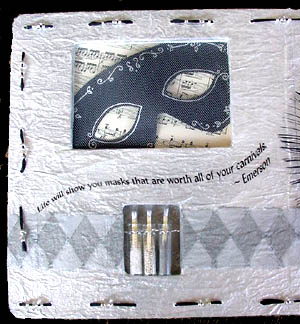 Life will show you masks that are worth all of your carnivals.
~ Emerson